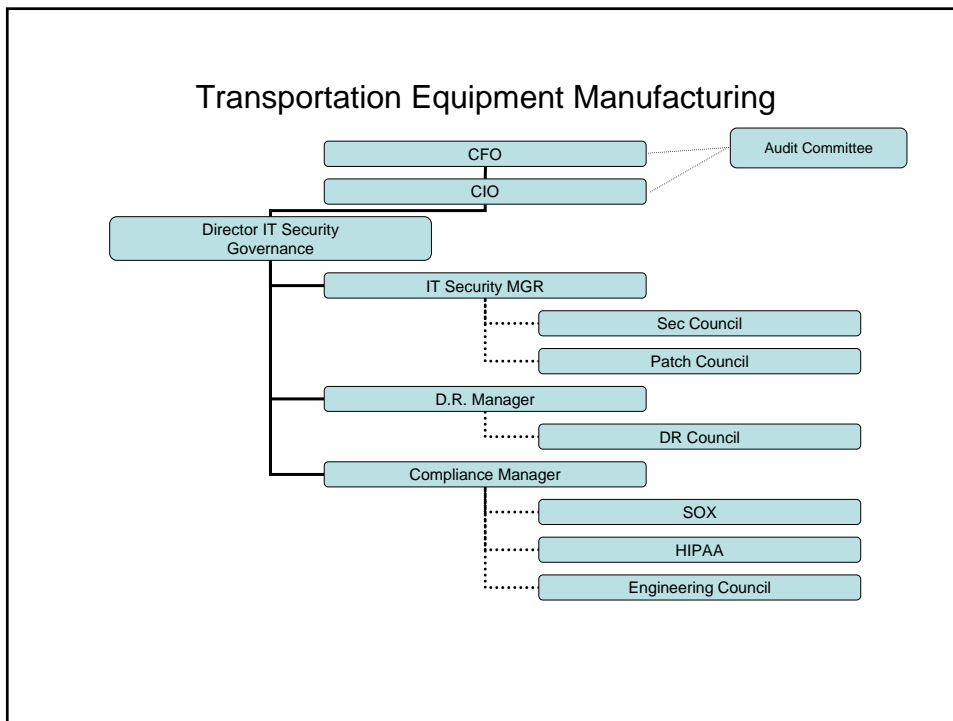 Transportation Equipment Manufacturing
CFO
Audit Committee
CIO
Director IT Security
Governance
IT Security MGR
Sec Council
Patch Council
D.R. Manager
DR Council
Compliance Manager
SOX
HIPAA
Engineering Council